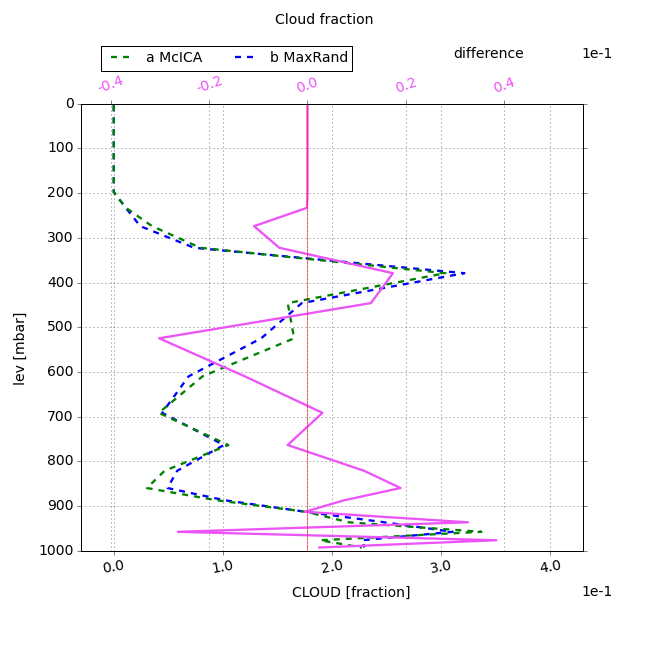 Cloud fraction
a McICA b MaxRand difference 1e-1
-0.4 -0.2 0.0 0.2 0.4
0
100
200
300
400
500
600
700
800
900
1000
lev [mbar]
0.0 1.0 2.0 3.0 4.0
CLOUD [fraction] 1e-1